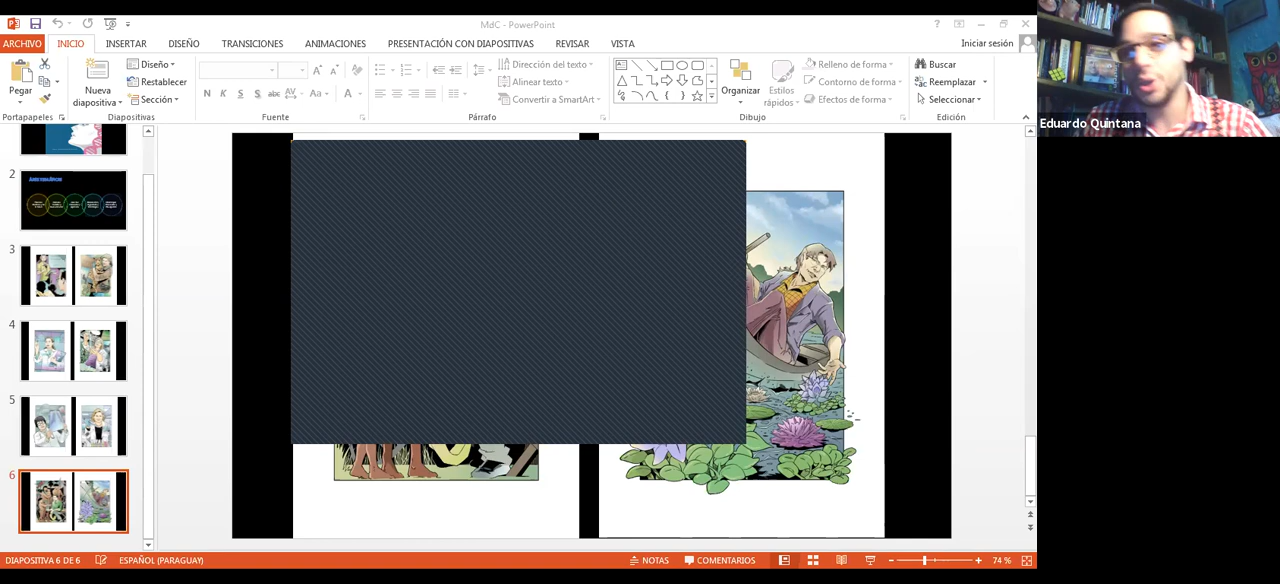 MdC - PowerPoint
ARCHIVO INICIO INSERTAR DISEÑO TRANSICIONES ANIMACIONES PRESENTACIÓN CON DIAPOSITIVAS REVISAR VISTA Iniciar sesión
Pegar
Portapapeles
Nueva
diapositiva
Diseño
Restablecer
Sección
Diapositivas
N K S S abc AV Aa A
Fuente
Dirección del texto
Alinear texto
Convertir a SmartArt
Párrafo
Organizar
Estilos
rápidos
Relleno de forma
Contorno de forma
Efectos de forma
Dibujo
Buscar
Reemplazar
Seleccionar
Edición
Eduardo Quintana
2
3
4
5
6
DIAPOSITIVA 6 DE 6 ESPAÑOL (PARAGUAY) NOTAS COMENTARIOS 74 %